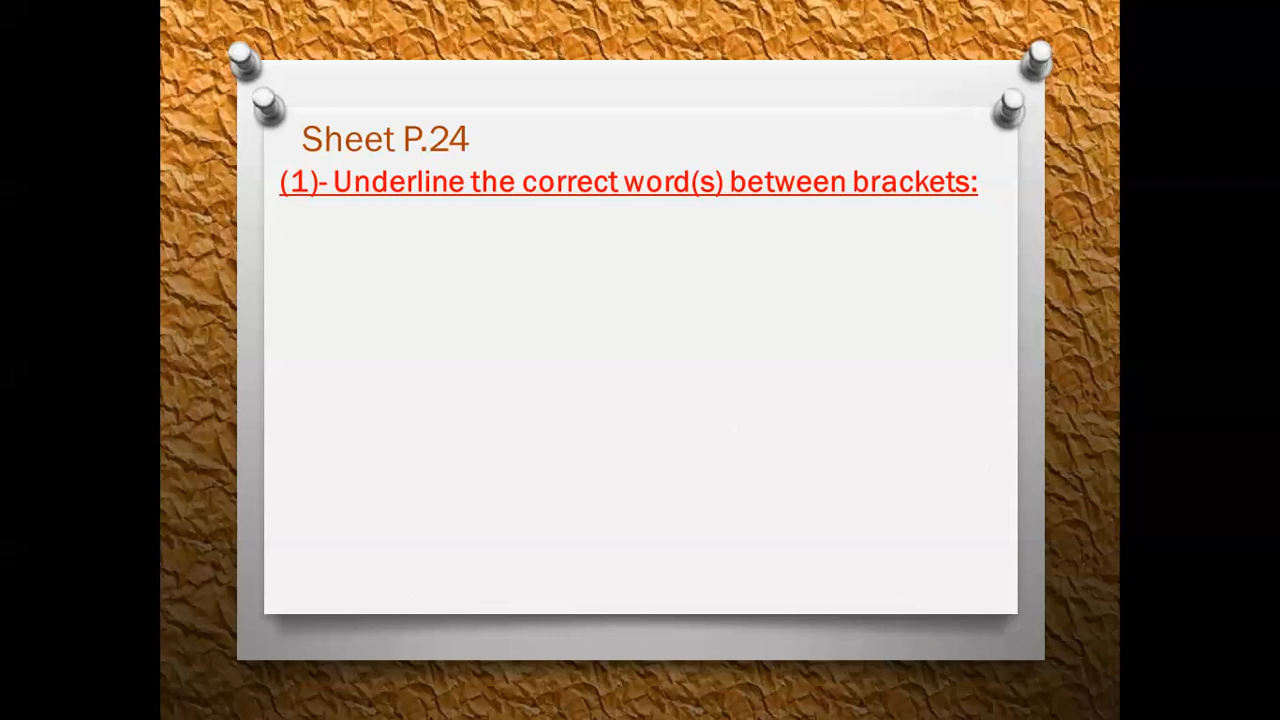 Sheet P.24
(1)- Underline the correct word(s) between brackets: